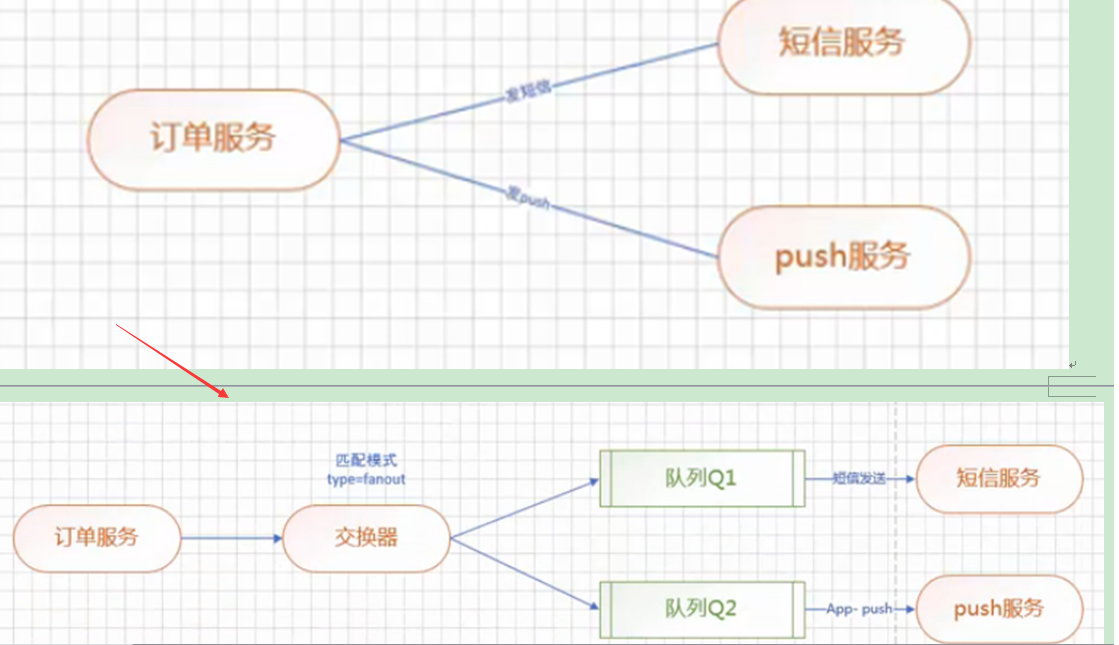 短信服务
发短信
订单服务
发push
push服务
匹配模式
type=fanout
队列Q1
短信发送
短信服务
订单服务
交换器
队列Q2
App- push
push服务